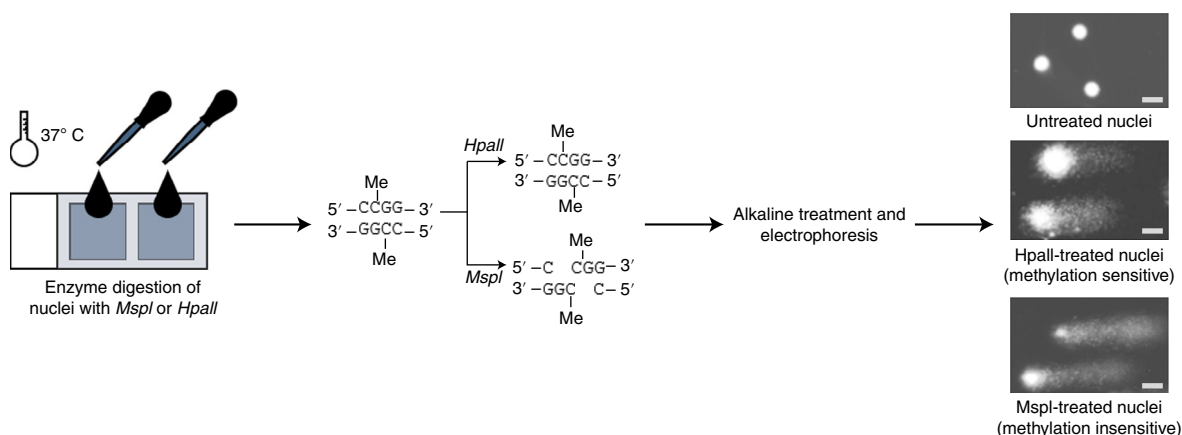 37° C
Enzyme digestion of
nuclei with MspI or HpaII
Me
5′ – CCGG – 3′
3′ – GGCC – 5′
Me
HpaII
Me
5′ – CCGG – 3′
3′ – GGCC – 5′
Me
MspI
Me
5′ – C CGG – 3′
3′ – GGC C – 5′
Me
Alkaline treatment and
electrophoresis
Untreated nuclei
HpaII-treated nuclei
(methylation sensitive)
MspI-treated nuclei
(methylation insensitive)